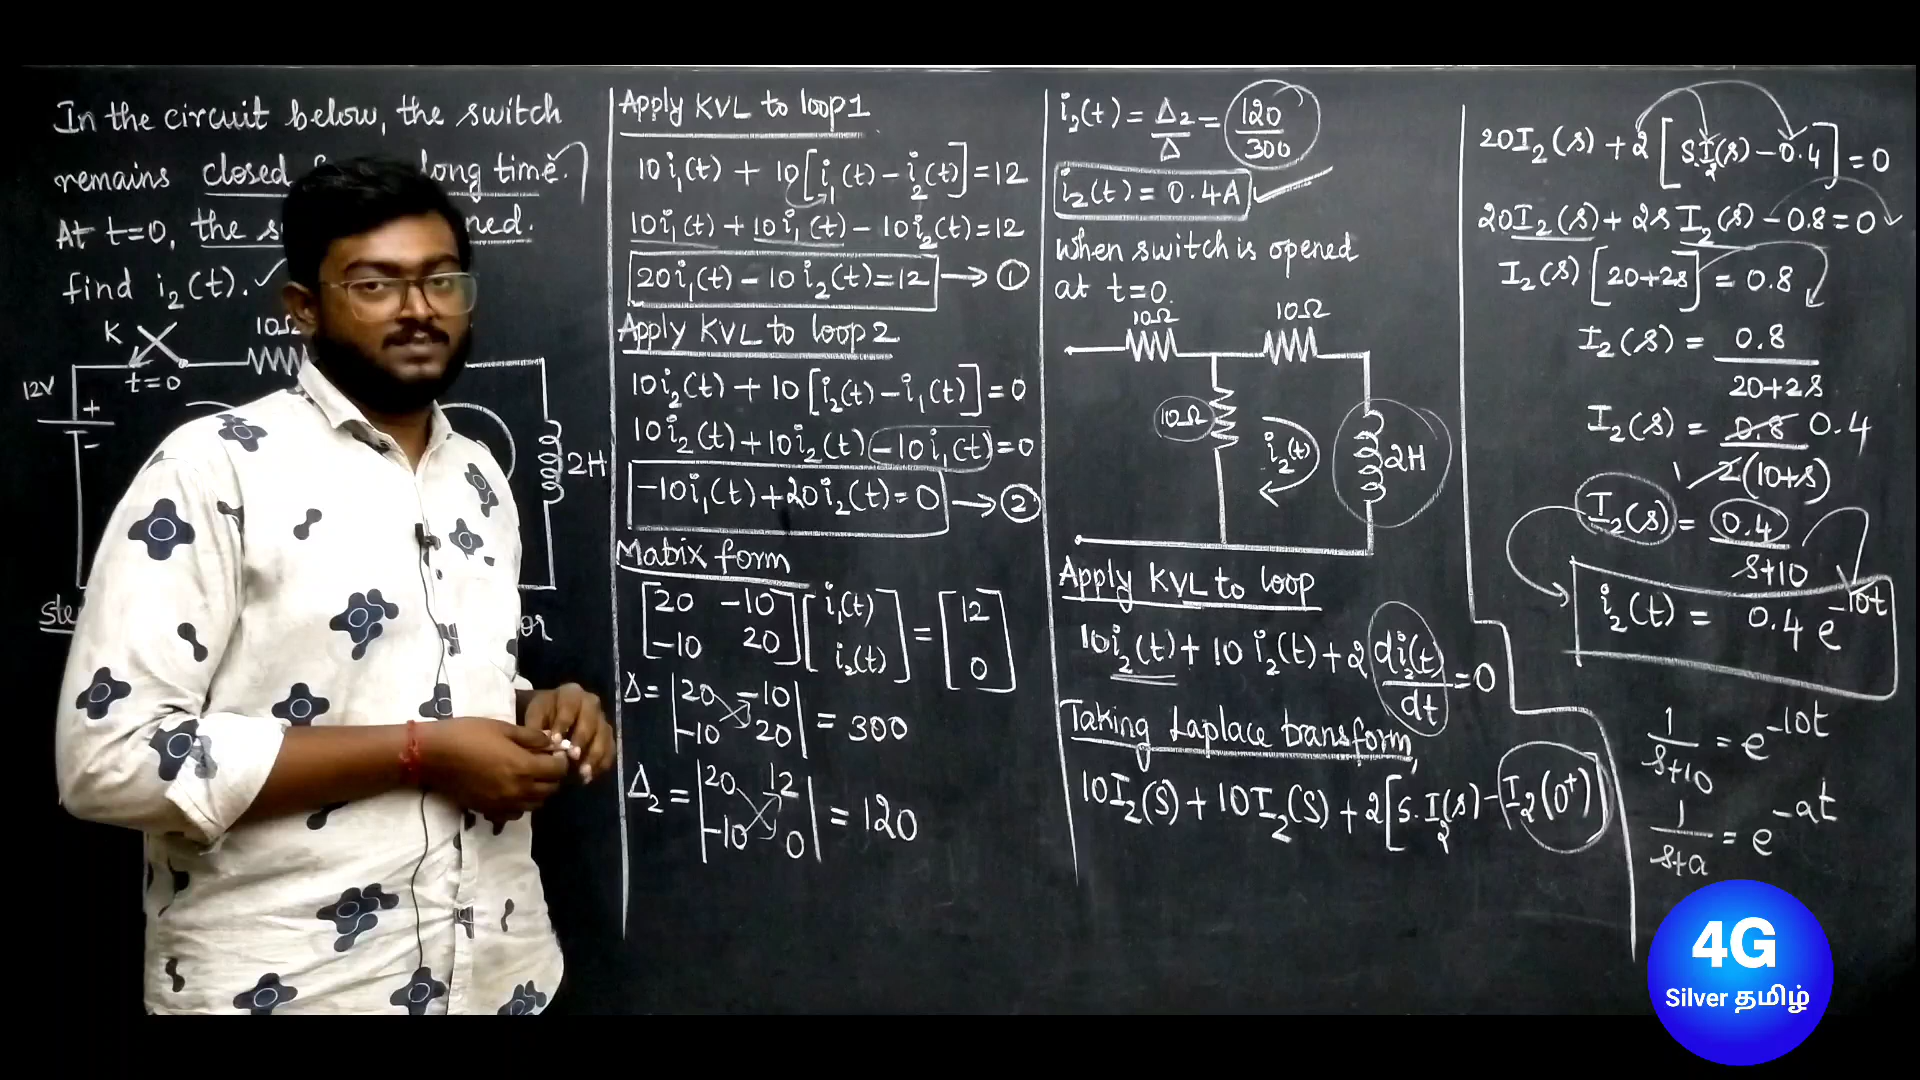 In the circuit below, the switch
remains closed long time.
At t=0, the
find i₂(t).
K
10Ω
t=0
12V
+
-
2H
Apply KVL to loop 1
10i₁(t) + 10[i₁(t) - i₂(t)] = 12
10i₁(t) + 10i₁(t) - 10i₂(t) = 12
20i₁(t) - 10i₂(t) = 12 → ①
Apply KVL to loop 2
10i₂(t) + 10[i₂(t) - i₁(t)] = 0
10i₂(t) + 10i₂(t) - 10i₁(t) = 0
-10i₁(t) + 20i₂(t) = 0 → ②
Matrix form
[20 -10; -10 20] [i₁(t); i₂(t)] = [12; 0]
Δ = |20 -10; -10 20| = 300
Δ₂ = |20 12; -10 0| = 120
i₂(t) = Δ₂/Δ = 120/300
i₂(t) = 0.4A
when switch is opened
at t=0.
10Ω
10Ω
10Ω
i₂(t)
2H
Apply KVL to loop
10i₂(t) + 10i₂(t) + 2 di₂(t)/dt = 0
Taking Laplace transform,
10I₂(S) + 10I₂(S) + 2[S.I₂(s) - I₂(0⁺)]
20I₂(s) + 2[S.I₂(s) - 0.4] = 0
20I₂(s) + 2s I₂(s) - 0.8 = 0
I₂(s) [20+2s] = 0.8
I₂(s) = 0.8/20+2s
I₂(s) = 0.8 0.4/2(10+s)
1
I₂(s) = 0.4/s+10
i₂(t) = 0.4 e^-10t
1/s+10 = e^-10t
1/s+a = e^-at
4G
Silver தமிழ்